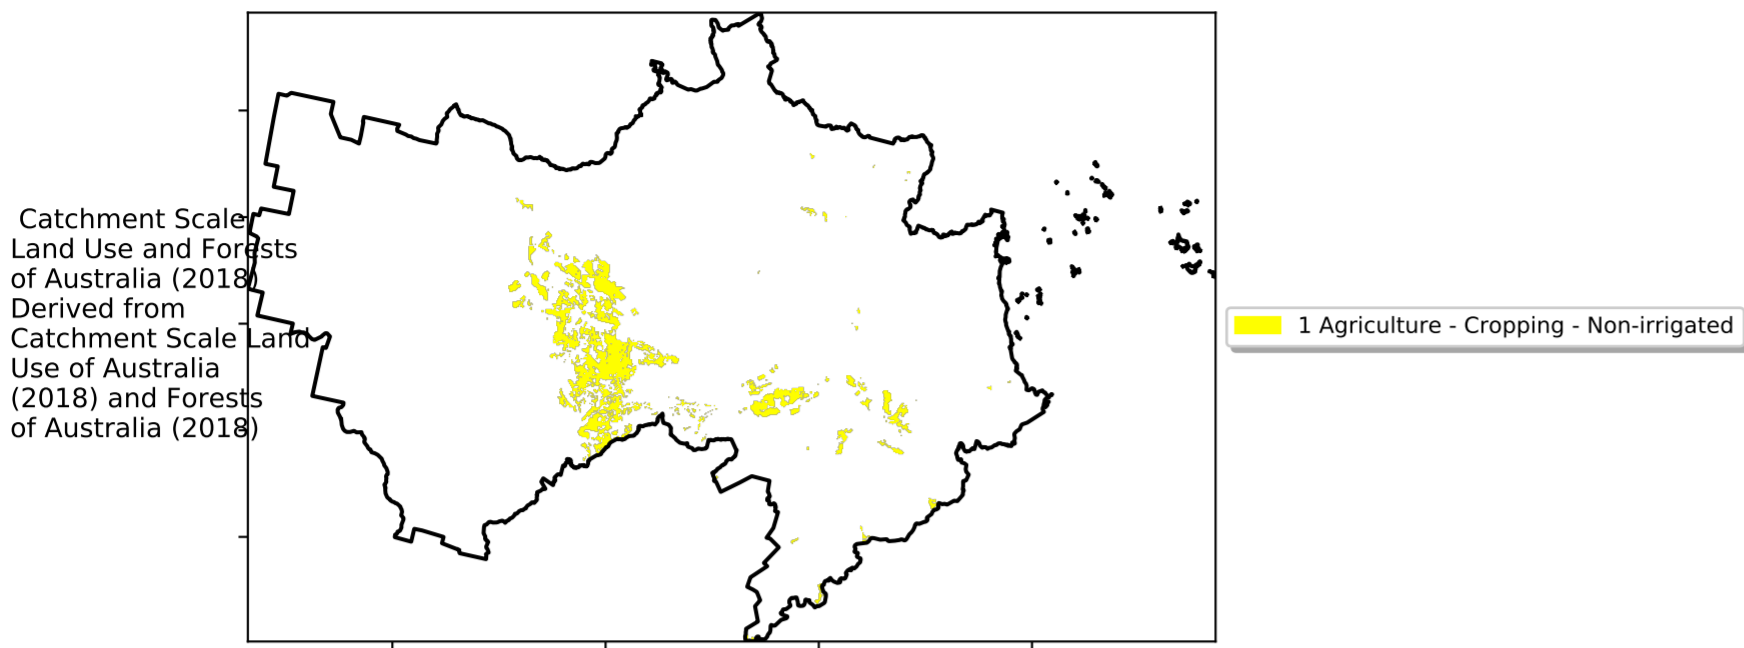 Catchment Scale
Land Use and Forests
of Australia (2018)
Derived from
Catchment Scale Land
Use of Australia
(2018) and Forests
of Australia (2018)
1 Agriculture - Cropping - Non-irrigated